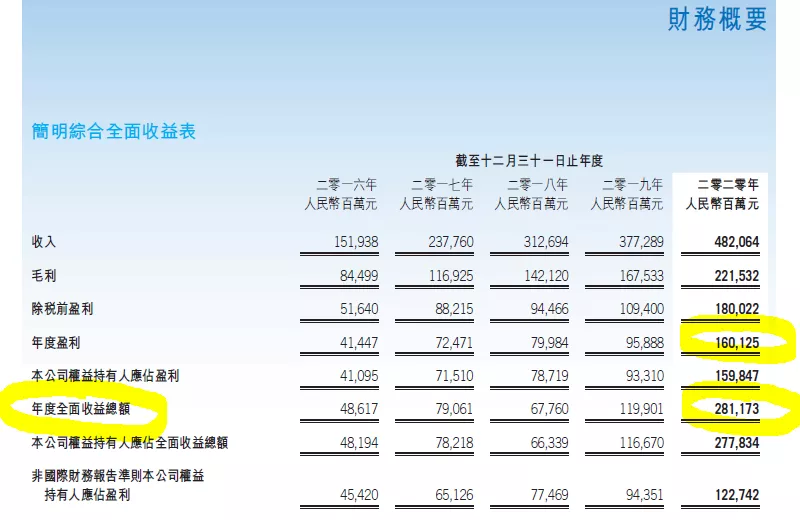 財務概要
簡明綜合全面收益表
截至十二月三十一日止年度
二零一六年 二零一七年 二零一八年 二零一九年 二零二零年
人民幣百萬元 人民幣百萬元 人民幣百萬元 人民幣百萬元 人民幣百萬元
收入 151,938 237,760 312,694 377,289 482,064
毛利 84,499 116,925 142,120 167,533 221,532
除稅前盈利 51,640 88,215 94,466 109,400 180,022
年度盈利 41,447 72,471 79,984 95,888 160,125
本公司權益持有人應佔盈利 41,095 71,510 78,719 93,310 159,847
年度全面收益總額 48,617 79,061 67,760 119,901 281,173
本公司權益持有人應佔全面收益總額 48,194 78,218 66,339 116,670 277,834
非國際財務報告準則本公司權益
持有人應佔盈利 45,420 65,126 77,469 94,351 122,742